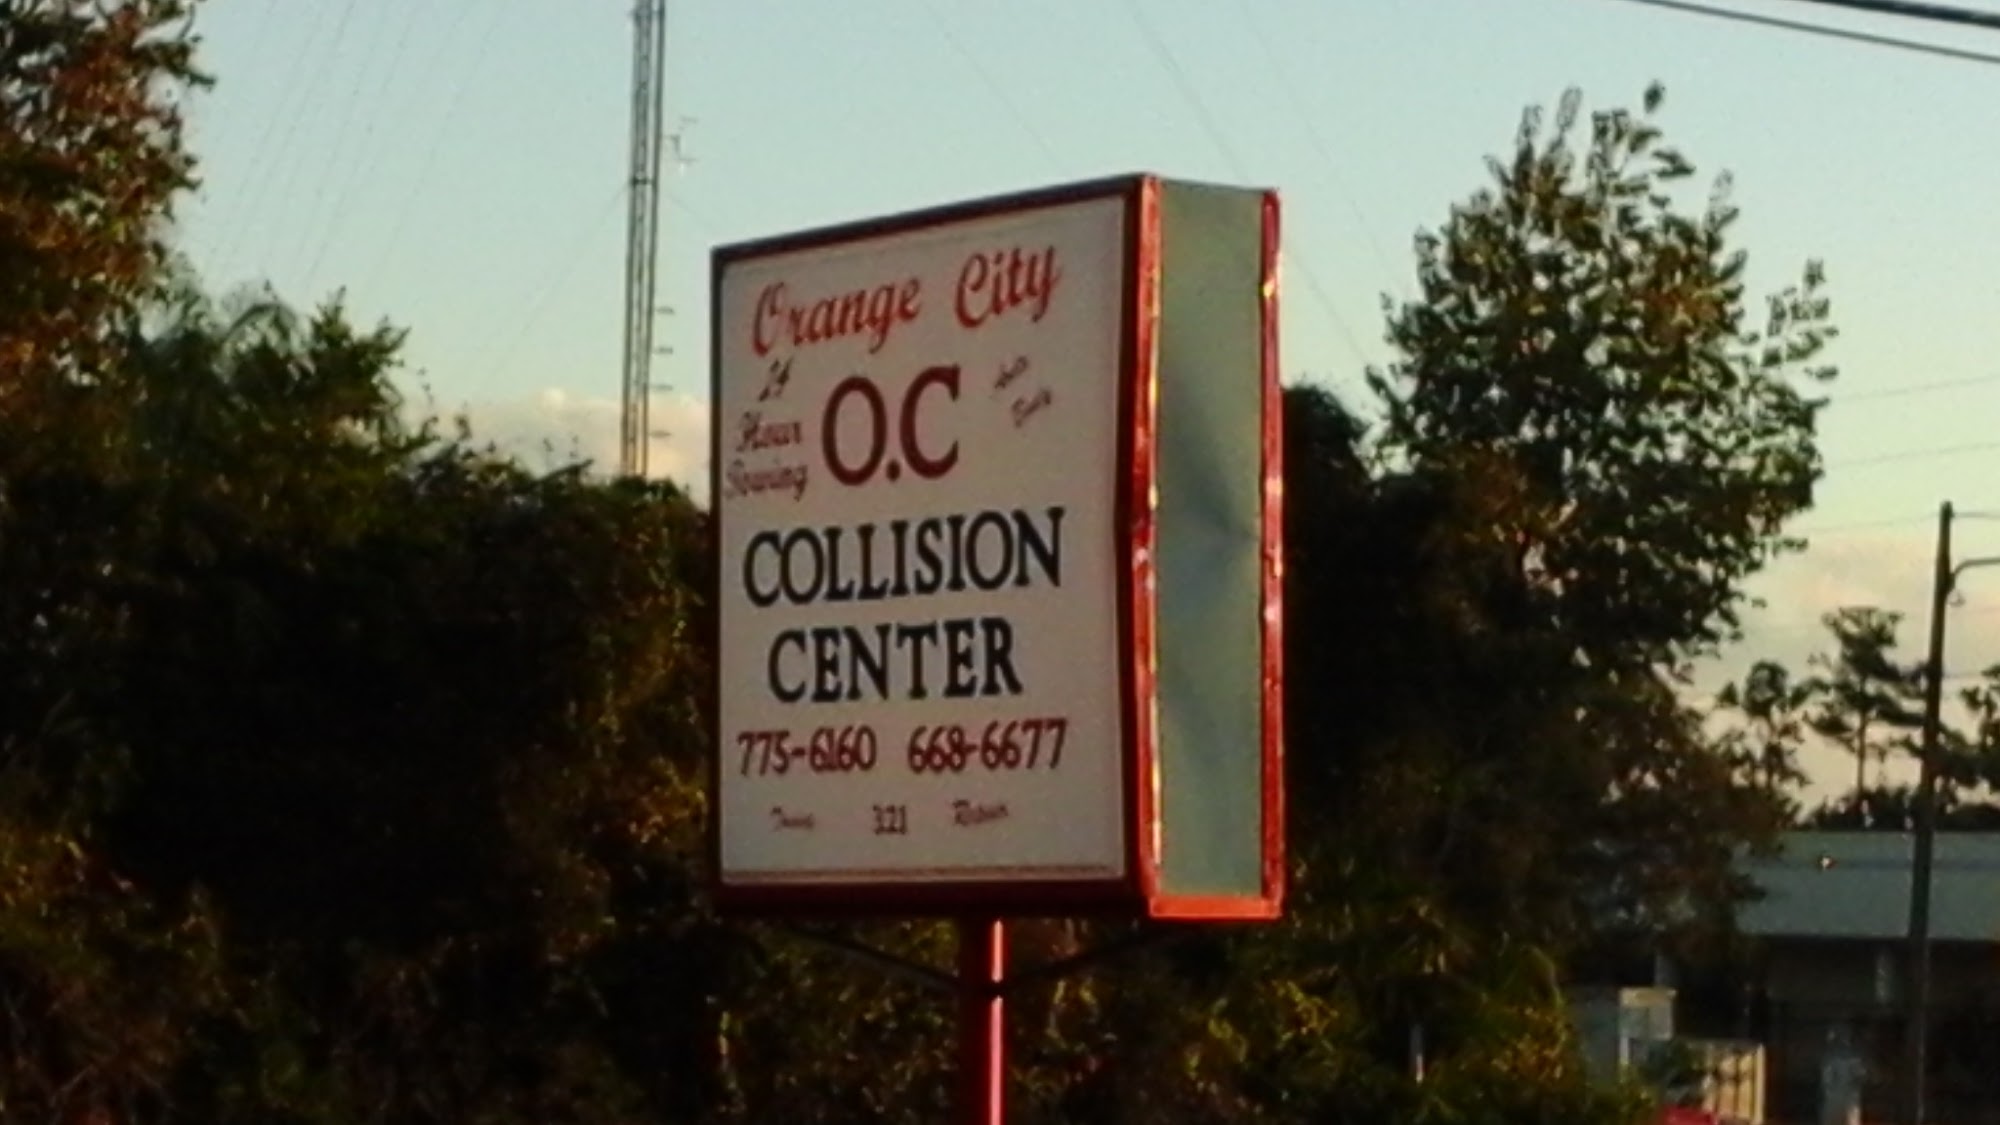 Orange City
24
Hour
Towing
O.C
COLLISION
CENTER
775-6160 668-6677
321